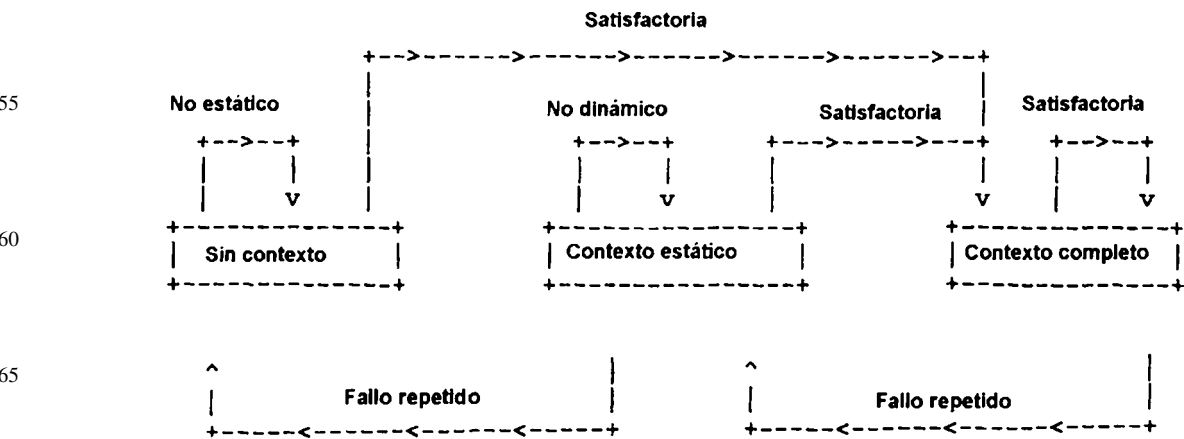 Satisfactoria
55
No estático
No dinámico
Satisfactoria
Satisfactoria
60
Sin contexto
Contexto estático
Contexto completo
65
Fallo repetido
Fallo repetido